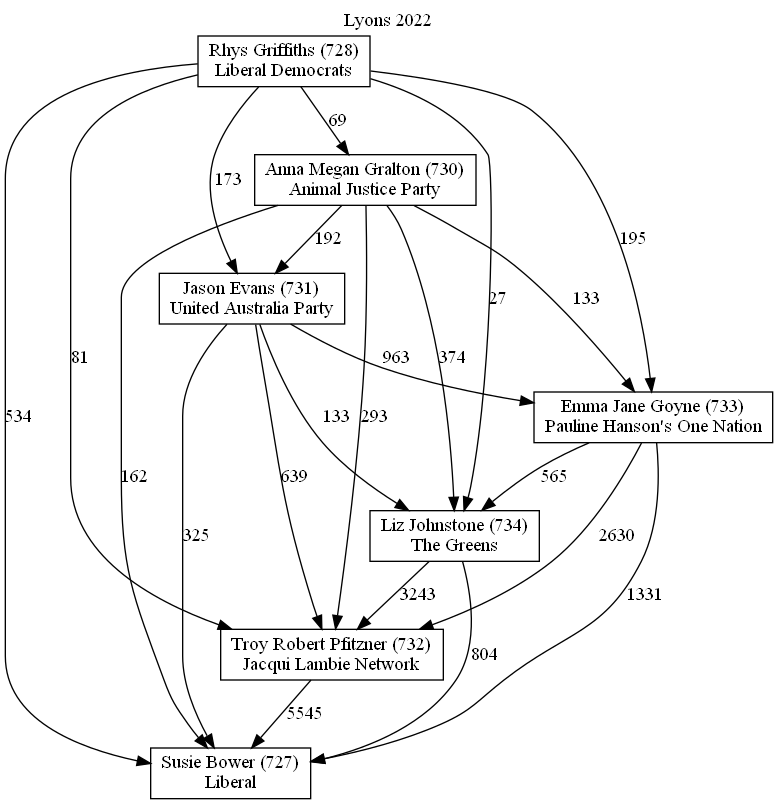 Lyons 2022
Rhys Griffiths (728)
Liberal Democrats
69
173
Anna Megan Gralton (730)
Animal Justice Party
192
195
Jason Evans (731)
United Australia Party
27
133
81
963
374
534
133
293
Emma Jane Goyne (733)
Pauline Hanson's One Nation
162
639
565
325
Liz Johnstone (734)
The Greens
2630
3243
1331
Troy Robert Pfitzner (732)
Jacqui Lambie Network
804
5545
Susie Bower (727)
Liberal